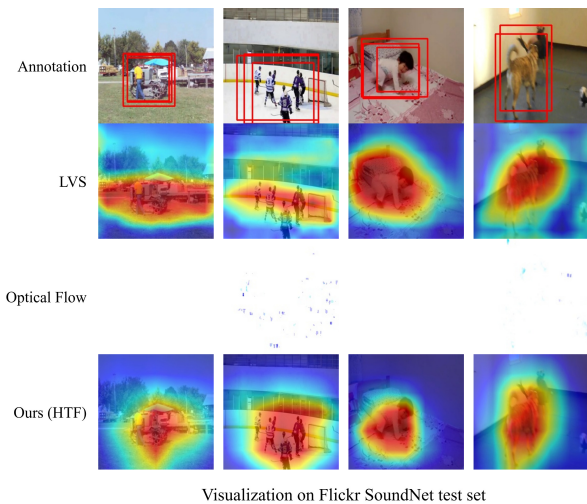 Annotation
LVS
Optical Flow
Ours (HTF)
Visualization on Flickr SoundNet test set